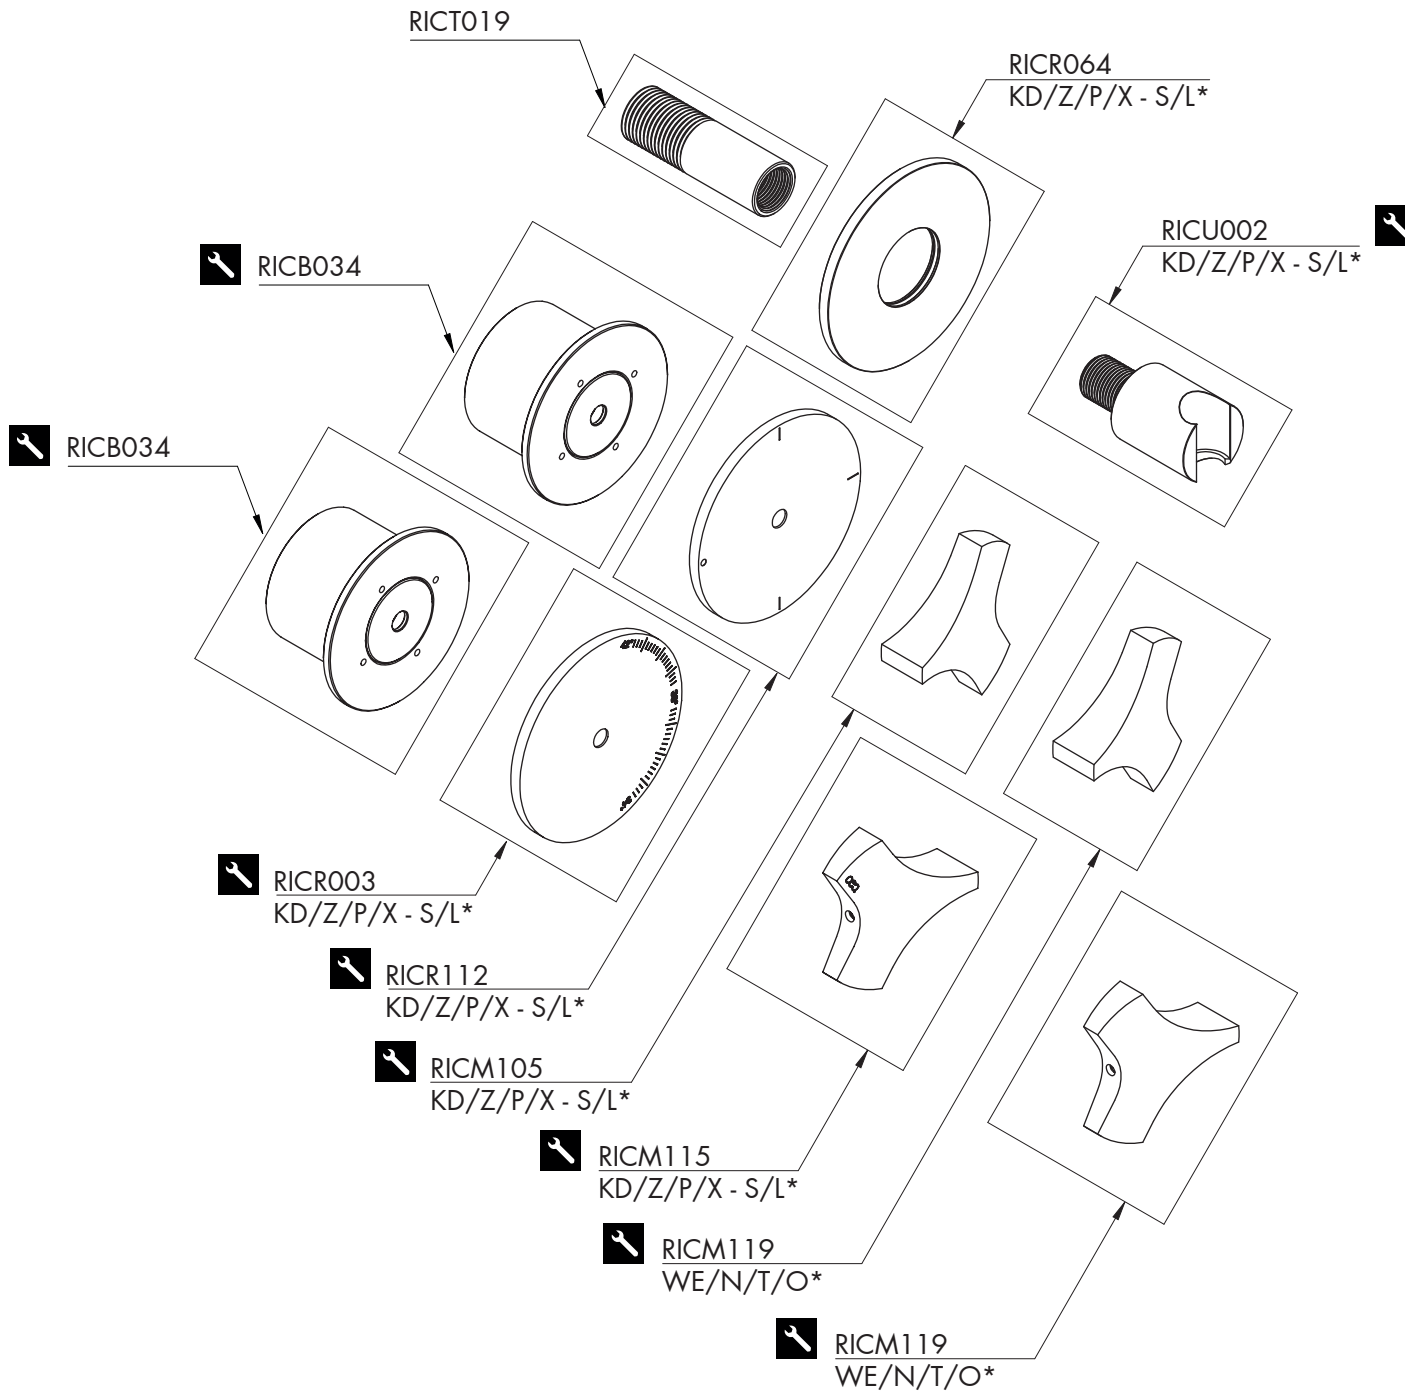 RICT019
RICR064
KD/Z/P/X - S/L*
RICU002
KD/Z/P/X - S/L*
RICB034
RICB034
RICR003
KD/Z/P/X - S/L*
RICR112
KD/Z/P/X - S/L*
RICM105
KD/Z/P/X - S/L*
RICM115
KD/Z/P/X - S/L*
RICM119
WE/N/T/O*
RICM119
WE/N/T/O*